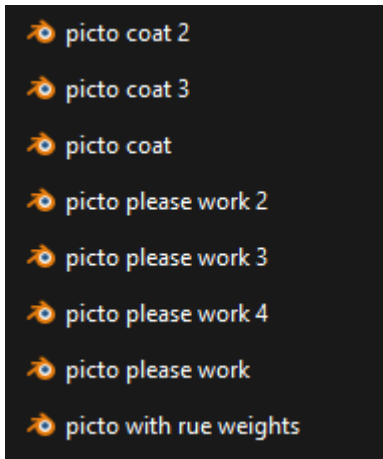 picto coat 2
picto coat 3
picto coat
picto please work 2
picto please work 3
picto please work 4
picto please work
picto with rue weights